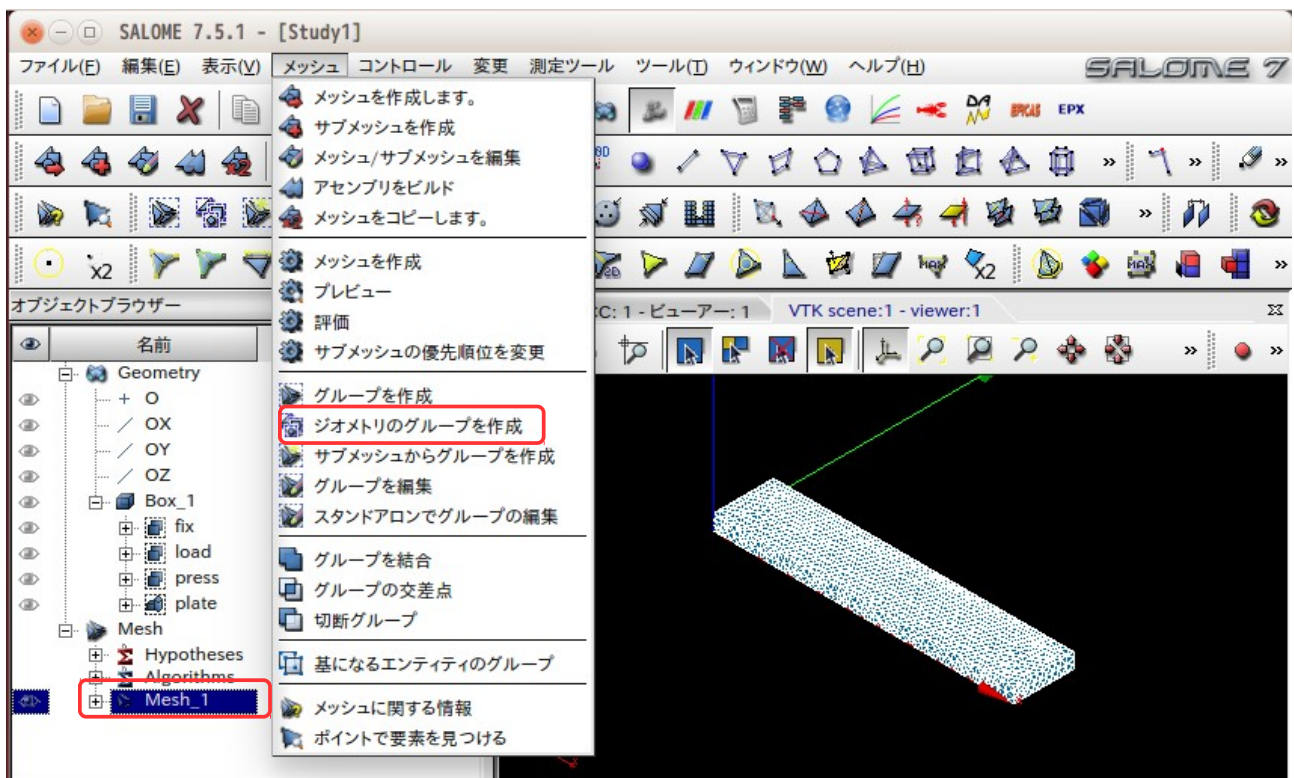 SALOME 7.5.1 - [Study1]
ファイル(F) 編集(E) 表示(V) メッシュ コントロール 変更 測定ツール ツール(T) ウィンドウ(W) ヘルプ(H) SALOME 7
メッシュを作成します。
サブメッシュを作成
メッシュ/サブメッシュを編集
アセンブリをビルド
メッシュをコピーします。
メッシュを作成
プレビュー
評価
サブメッシュの優先順位を変更
グループを作成
ジオメトリのグループを作成
サブメッシュからグループを作成
グループを編集
スタンドアロンでグループの編集
グループを結合
グループの交差点
切断グループ
基になるエンティティのグループ
メッシュに関する情報
ポイントで要素を見つける
EPX
x2
MAX
x2
MAX
オブジェクトブラウザー
CC: 1 - ビューアー: 1 VTK scene:1 - viewer:1
名前
Geometry
O
OX
OY
OZ
Box_1
fix
load
press
plate
Mesh
Hypotheses
Algorithms
Mesh_1